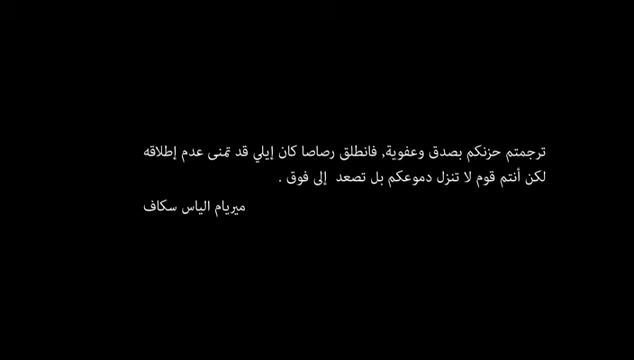 ترجمتم حزنكم بصدق وعفوية, فانطلق رصاصا كان إيلي قد تمنى عدم إطلاقه
لكن أنتم قوم لا تنزل دموعكم بل تصعد إلى فوق .
ميريام الياس سكاف